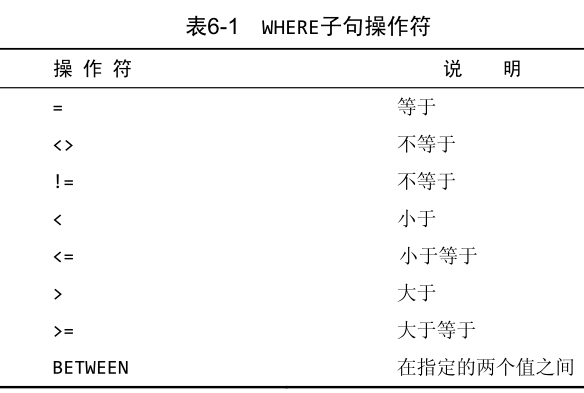 表6-1 WHERE子句操作符
操作符 说明
= 等于
<> 不等于
!= 不等于
< 小于
<= 小于等于
> 大于
>= 大于等于
BETWEEN 在指定的两个值之间